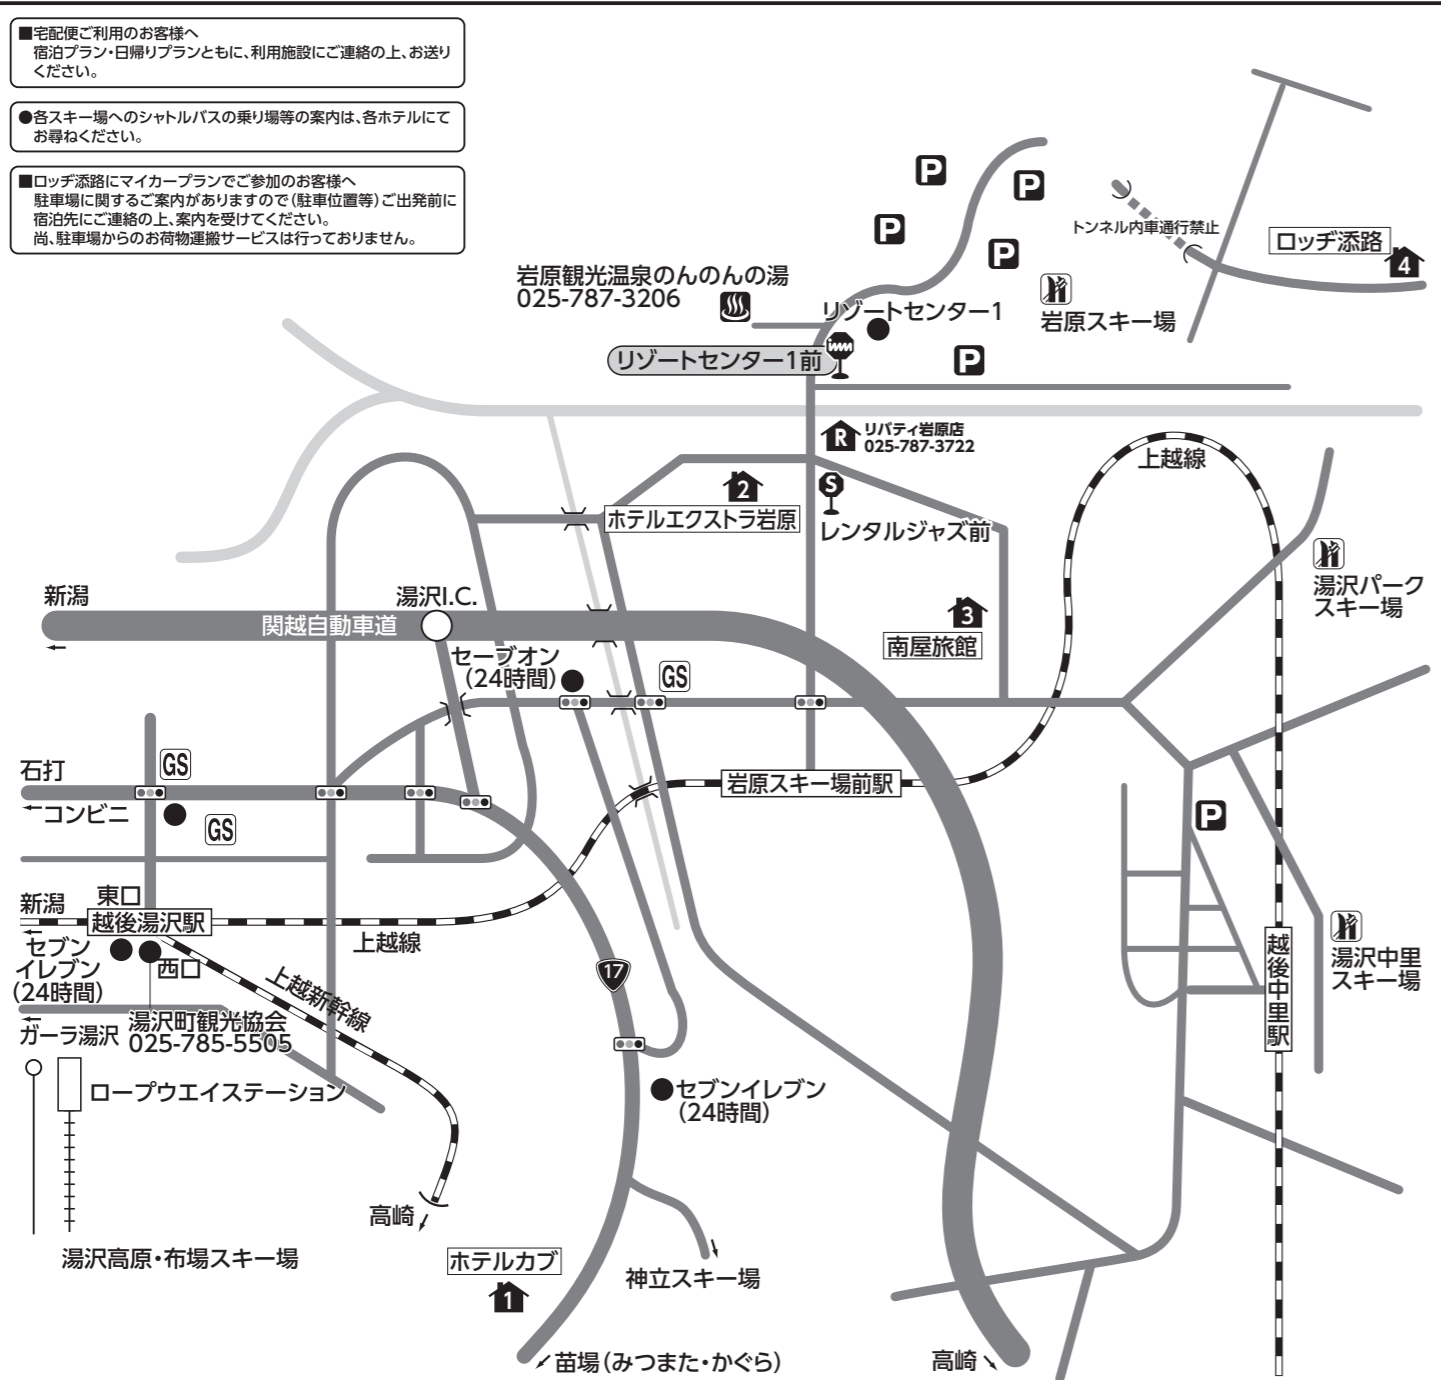 ■宅配便ご利用のお客様へ
宿泊プラン・日帰りプランともに、利用施設にご連絡の上、お送り
ください。
●各スキー場へのシャトルバスの乗り場等の案内は、各ホテルにて
お尋ねください。
■ロッヂ添路にマイカープランでご参加のお客様へ
駐車場に関するご案内がありますので(駐車位置等)ご出発前に
宿泊先にご連絡の上、案内を受けてください。
尚、駐車場からのお荷物運搬サービスは行っておりません。
P
P
P
P
トンネル内車通行禁止
ロッヂ添路
4
岩原観光温泉のんのんの湯
025-787-3206
リゾートセンター1
岩原スキー場
リゾートセンター1前
P
R
リバティ岩原店
025-787-3722
上越線
2
ホテルエクストラ岩原
S
レンタルジャズ前
湯沢パーク
スキー場
新潟
湯沢I.C.
関越自動車道
3
南屋旅館
セーブオン
(24時間)
GS
石打
GS
コンビニ
GS
岩原スキー場前駅
P
東口
新潟
越後湯沢駅
上越線
セブン
イレブン
(24時間)
西口
上越新幹線
17
越後中里駅
湯沢中里
スキー場
ガーラ湯沢
湯沢町観光協会
025-785-5505
ロープウエイステーション
セブンイレブン
(24時間)
高崎
湯沢高原・布場スキー場
ホテルカブ
1
神立スキー場
苗場(みつまた・かぐら)
高崎